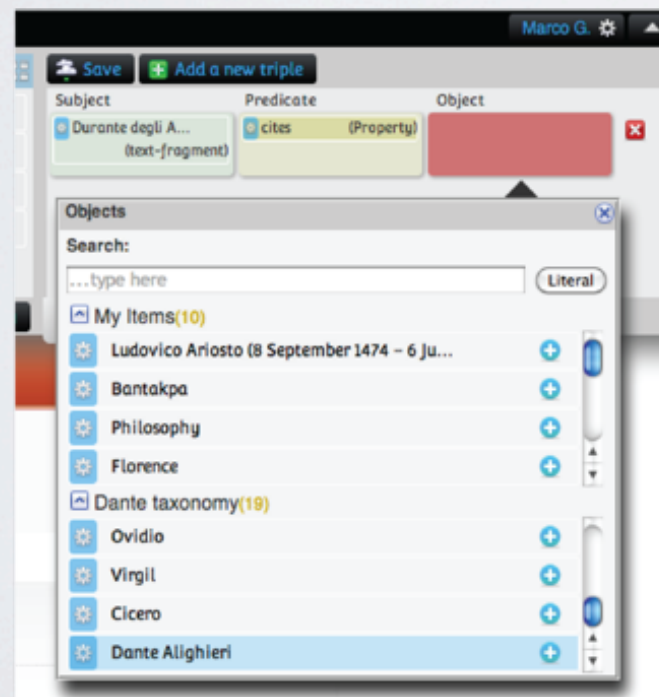 Marco G.
Save Add a new triple
Subject Predicate Object
Durante degli A... cites (Property)
(text-fragment)
Objects
Search:
...type here Literal
My Items(10)
Ludovico Ariosto (8 September 1474 – 6 Ju...
Bantakpa
Philosophy
Florence
Dante taxonomy(19)
Ovidio
Virgil
Cicero
Dante Alighieri